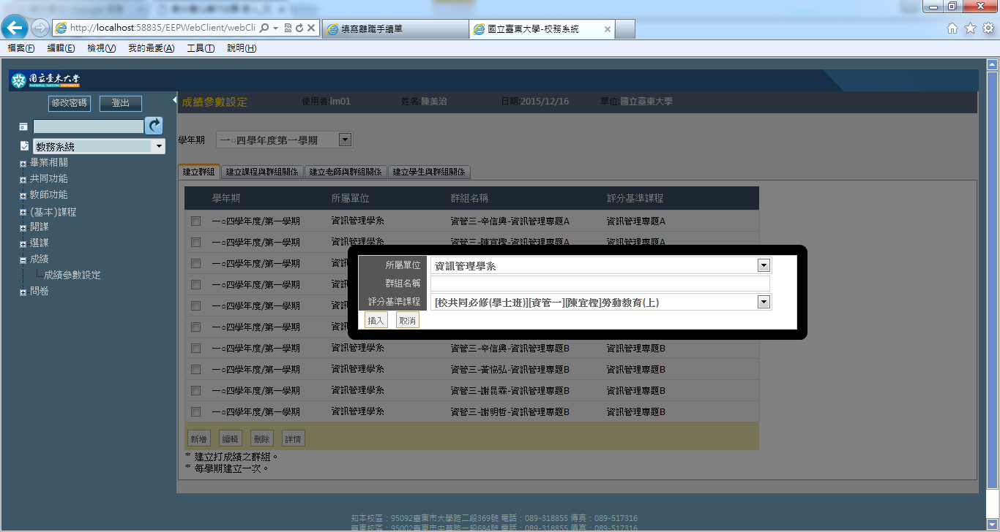 http://localhost:58835/EEPWebClient/webCli
填寫離職手續單
國立臺東大學-校務系統
檔案(F) 編輯(E) 檢視(V) 我的最愛(A) 工具(T) 說明(H)
國立臺東大學
NATIONAL TAITUNG UNIVERSITY
修改密碼 登出
成績參數設定 使用者:im01 姓名:陳美洽 日期:2015/12/16 單位:國立臺東大學
教務系統
畢業相關
共同功能
教師功能
(基本)課程
開課
選課
成績
成績參數設定
問卷
學年期 一○四學年度第一學期
建立群組 建立課程與群組關係 建立老師與群組關係 建立學生與群組關係
學年期 所屬單位 群組名稱 評分基準課程
一○四學年度/第一學期 資訊管理學系 資管三-辛信興-資訊管理專題A 資訊管理專題A
一○四學年度/第一學期 資訊管理學系 資管三-陳宜檉-資訊管理專題A 資訊管理專題A
一○四學年度/第一學期 資訊
一○四學年度/第一學期 資訊
一○四學年度/第一學期 資訊
一○四學年度/第一學期 資訊
一○四學年度/第一學期 資訊管理學系 資管三-辛信興-資訊管理專題B 資訊管理專題B
一○四學年度/第一學期 資訊管理學系 資管三-黃協弘-資訊管理專題B 資訊管理專題B
一○四學年度/第一學期 資訊管理學系 資管三-謝昆霖-資訊管理專題B 資訊管理專題B
一○四學年度/第一學期 資訊管理學系 資管三-謝明哲-資訊管理專題B 資訊管理專題B
所屬單位 資訊管理學系
群組名稱
評分基準課程 [校共同必修(學士班)][資管一][陳宜檉]勞動教育(上)
插入 取消
新增 編輯 刪除 詳情
* 建立打成績之群組。
* 每學期建立一次。
知本校區：95092臺東市大學路二段369號 電話：089-318855 傳真：089-517316
臺東校區：95002臺東市中華路一段684號 電話：089-318855 傳真：089-517316